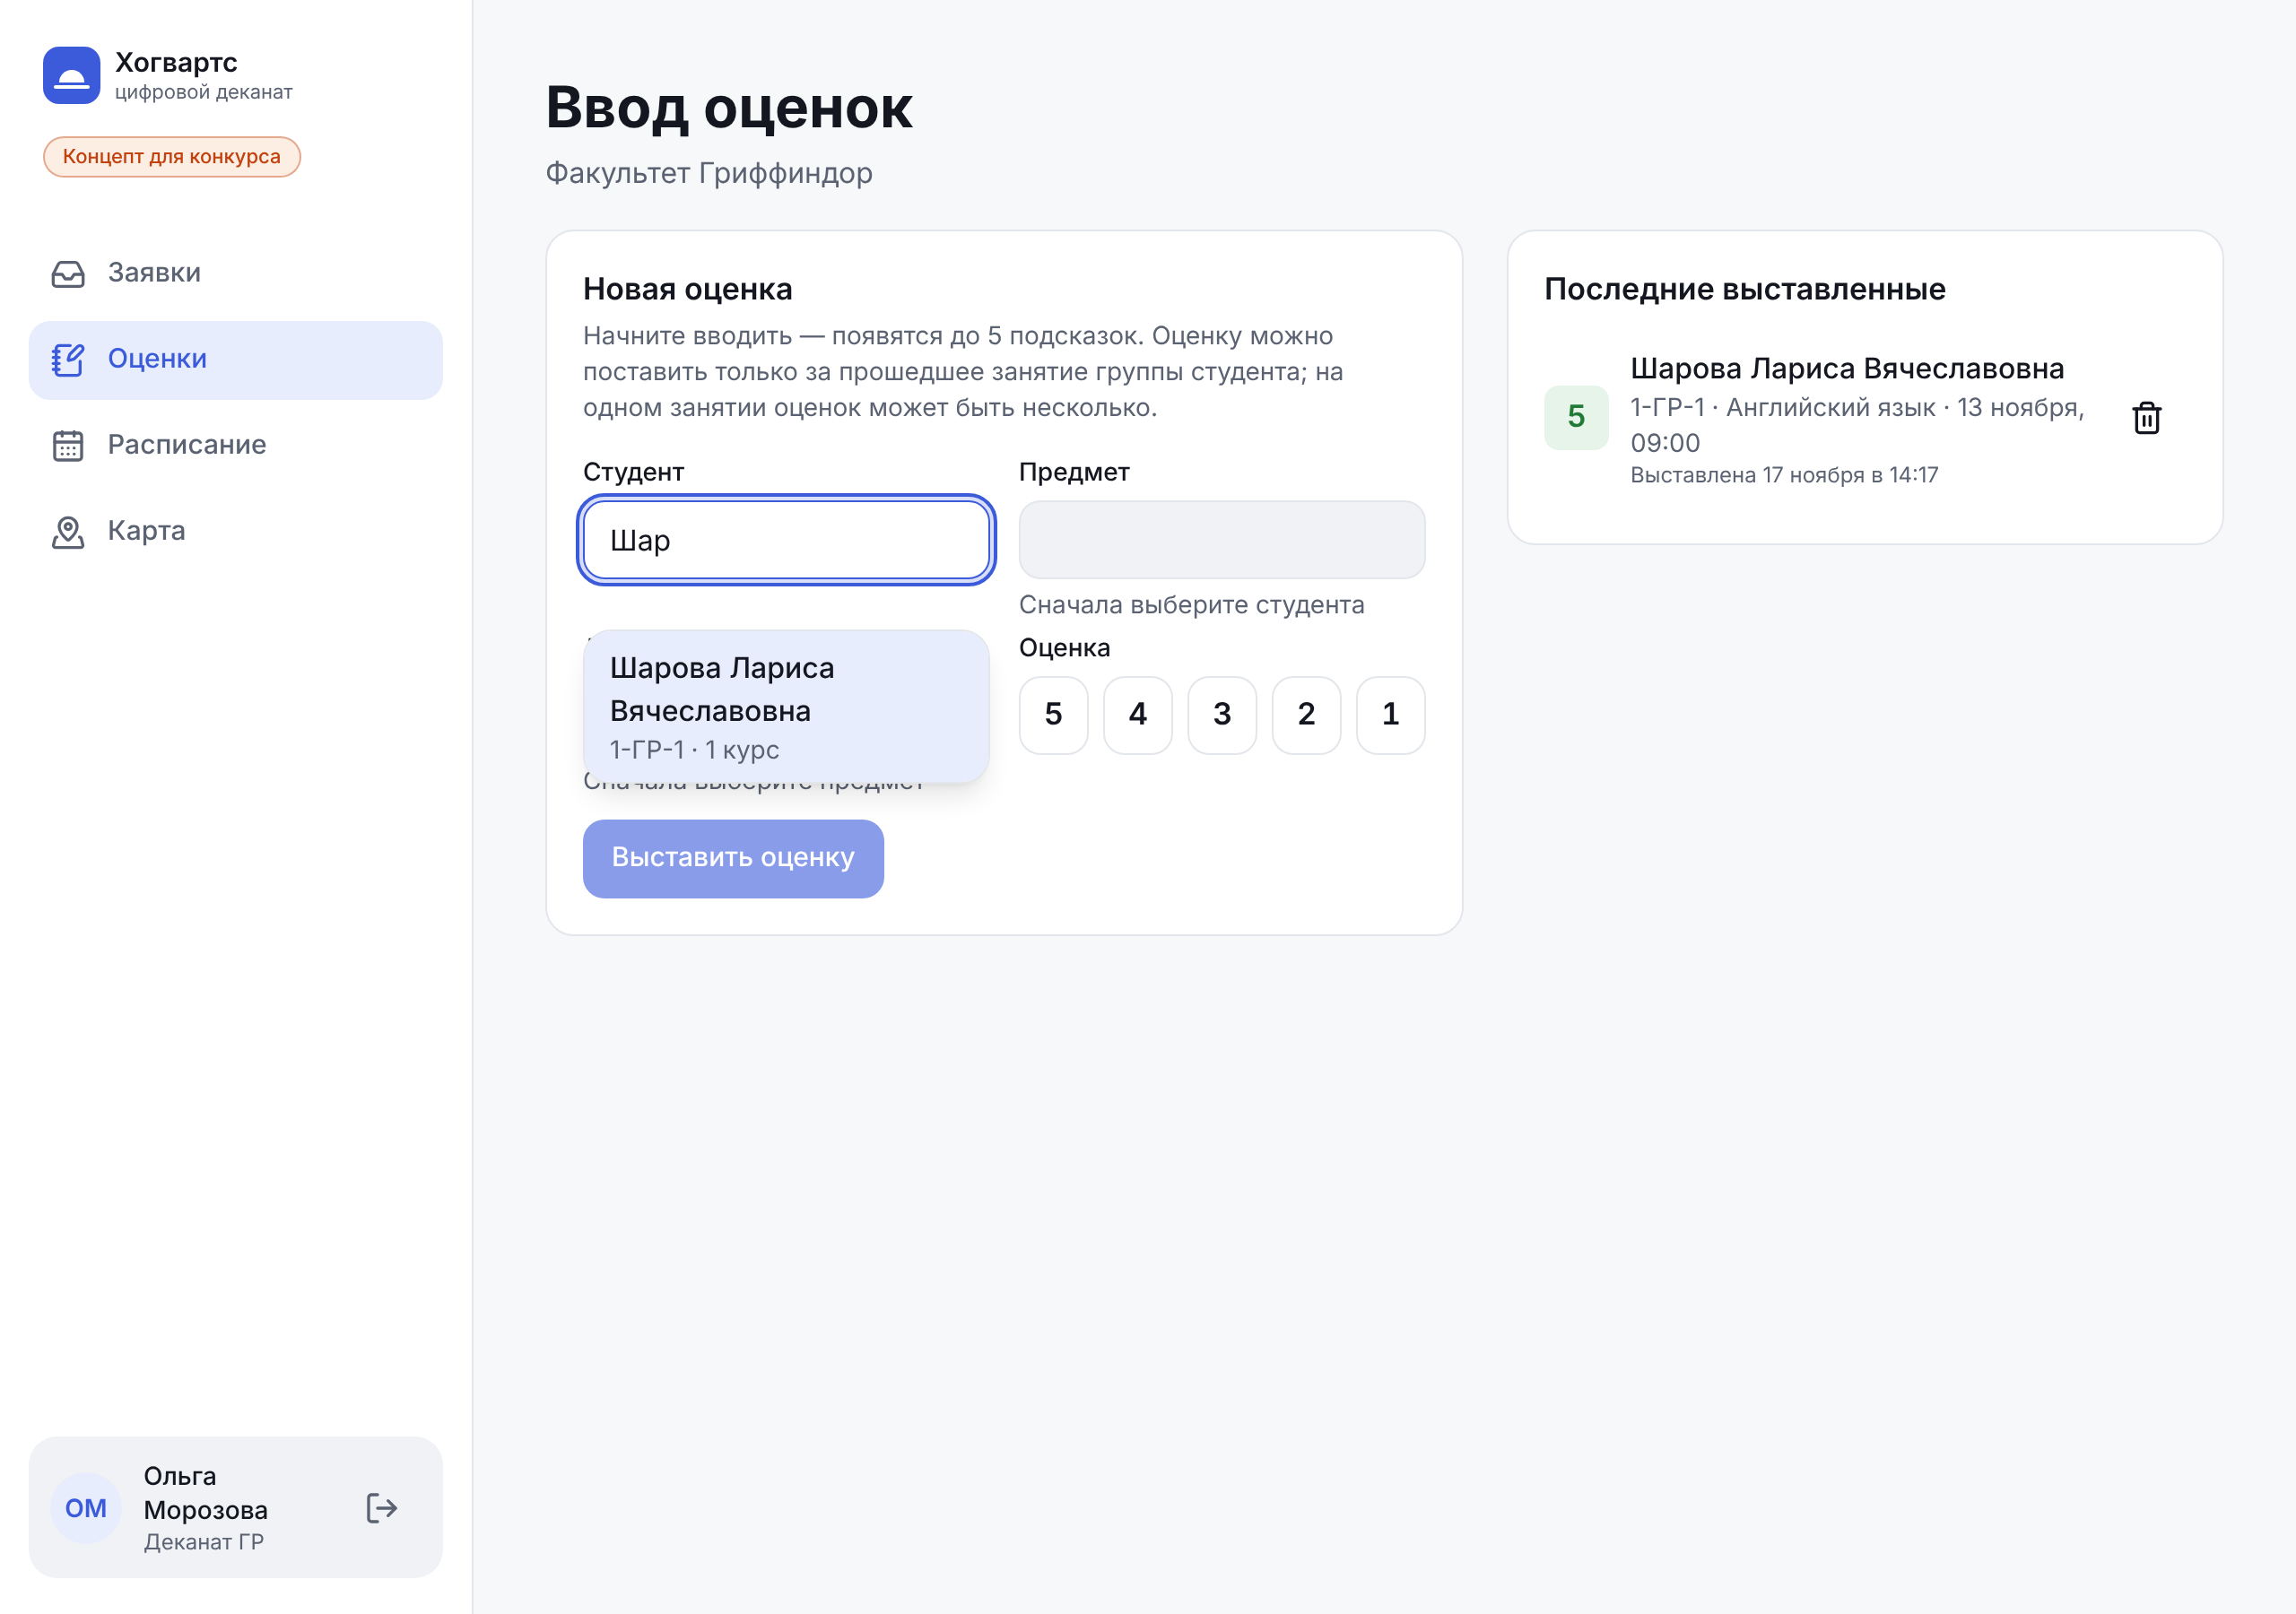 Хогвартс
цифровой деканат
Концепт для конкурса
Заявки
Оценки
Расписание
Карта
ОМ
Ольга
Морозова
Деканат ГР
Ввод оценок
Факультет Гриффиндор
Новая оценка
Начните вводить — появятся до 5 подсказок. Оценку можно
поставить только за прошедшее занятие группы студента; на
одном занятии оценок может быть несколько.
Студент
Шар
Шарова Лариса
Вячеславовна
1-ГР-1 · 1 курс
Предмет
Сначала выберите студента
Оценка
5 4 3 2 1
Сначала выберите предмет
Выставить оценку
Последние выставленные
5
Шарова Лариса Вячеславовна
1-ГР-1 · Английский язык · 13 ноября,
09:00
Выставлена 17 ноября в 14:17